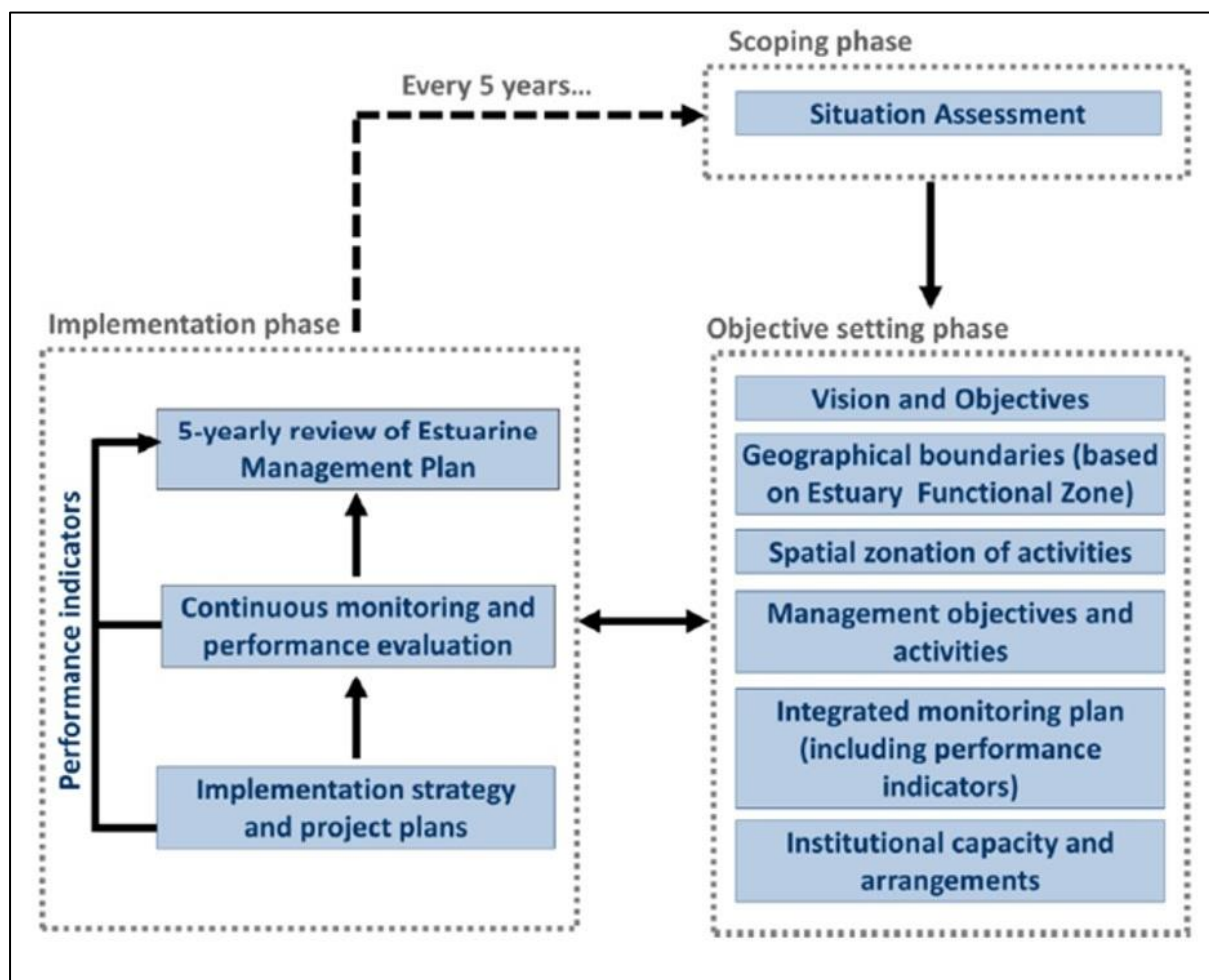 Scoping phase
Every 5 years...
Situation Assessment
Implementation phase
Objective setting phase
Vision and Objectives
5-yearly review of Estuarine
Management Plan
Geographical boundaries (based
on Estuary Functional Zone)
Spatial zonation of activities
Performance indicators
Continuous monitoring and
performance evaluation
Management objectives and
activities
Integrated monitoring plan
(including performance
indicators)
Implementation strategy
and project plans
Institutional capacity and
arrangements